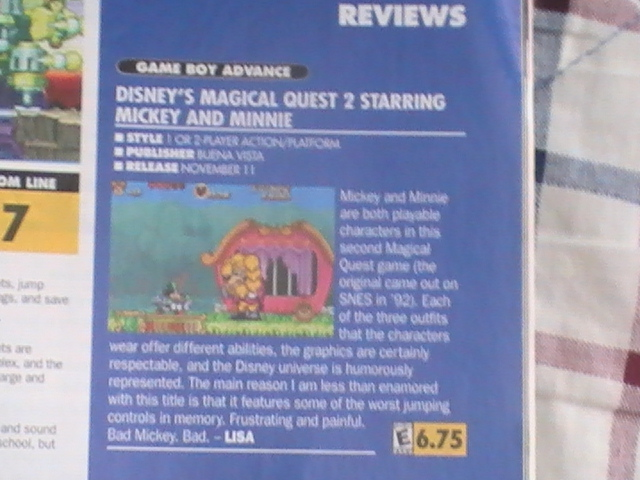 REVIEWS
GAME BOY ADVANCE
DISNEY'S MAGICAL QUEST 2 STARRING
MICKEY AND MINNIE
■ STYLE 1 OR 2-PLAYER ACTION/PLATFORM
■ PUBLISHER BUENA VISTA
■ RELEASE NOVEMBER 11
Mickey and Minnie
are both playable
characters in this
second Magical
Quest game (the
original came out on
SNES in '92). Each
of the three outfits
that the characters
wear offer different abilities, the graphics are certainly
respectable, and the Disney universe is humorously
represented. The main reason I am less than enamored
with this title is that it features some of the worst jumping
controls in memory. Frustrating and painful.
Bad Mickey. Bad. – LISA
E 6.75
OM LINE
7
ts, jump
gs, and save
ts are
lex, and the
arge and
and sound
school, but